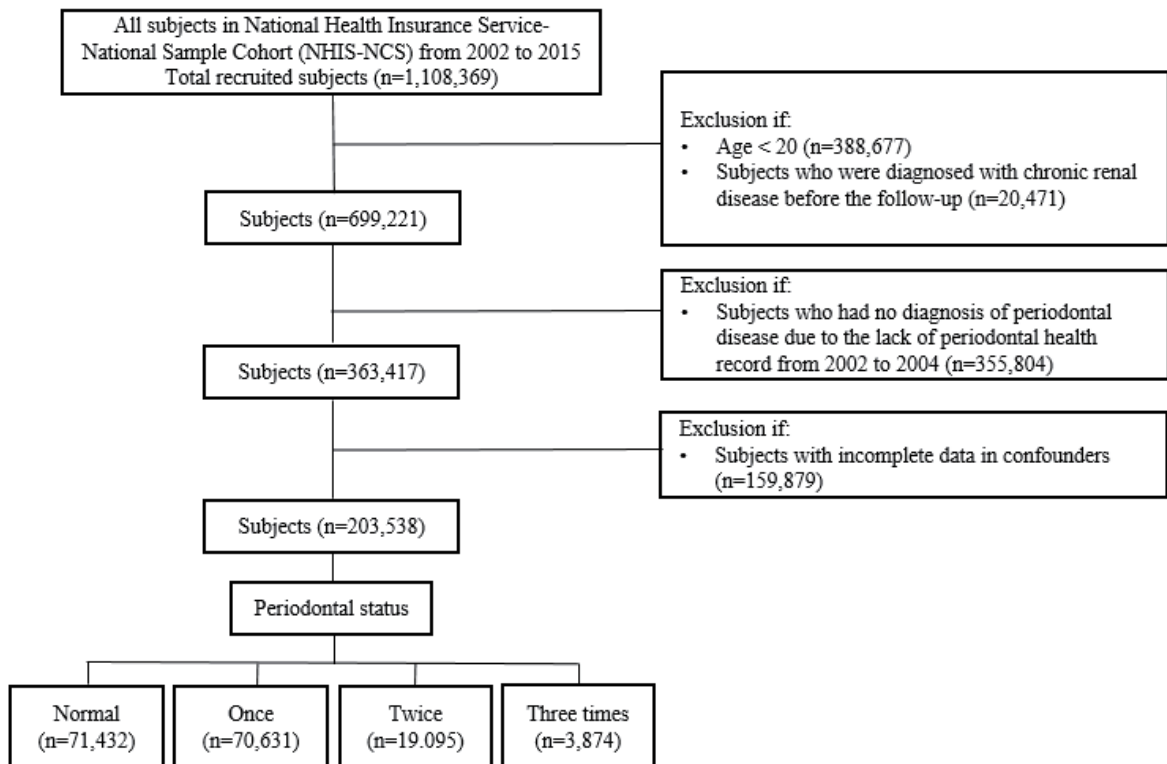 All subjects in National Health Insurance Service-
National Sample Cohort (NHIS-NCS) from 2002 to 2015
Total recruited subjects (n=1,108,369)
Exclusion if:
• Age < 20 (n=388,677)
• Subjects who were diagnosed with chronic renal
disease before the follow-up (n=20,471)
Subjects (n=699,221)
Exclusion if:
• Subjects who had no diagnosis of periodontal
disease due to the lack of periodontal health
record from 2002 to 2004 (n=355,804)
Subjects (n=363,417)
Exclusion if:
• Subjects with incomplete data in confounders
(n=159,879)
Subjects (n=203,538)
Periodontal status
Normal
(n=71,432)
Once
(n=70,631)
Twice
(n=19.095)
Three times
(n=3,874)